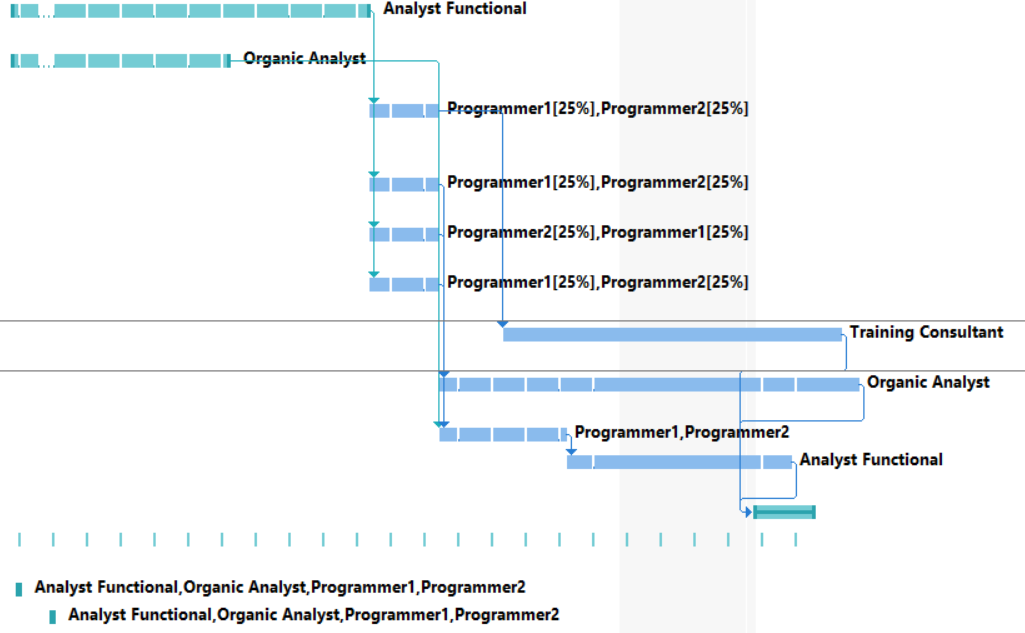 Analyst Functional
Organic Analyst
Programmer1[25%],Programmer2[25%]
Programmer1[25%],Programmer2[25%]
Programmer2[25%],Programmer1[25%]
Programmer1[25%],Programmer2[25%]
Training Consultant
Organic Analyst
Programmer1,Programmer2
Analyst Functional
Analyst Functional,Organic Analyst,Programmer1,Programmer2
Analyst Functional,Organic Analyst,Programmer1,Programmer2